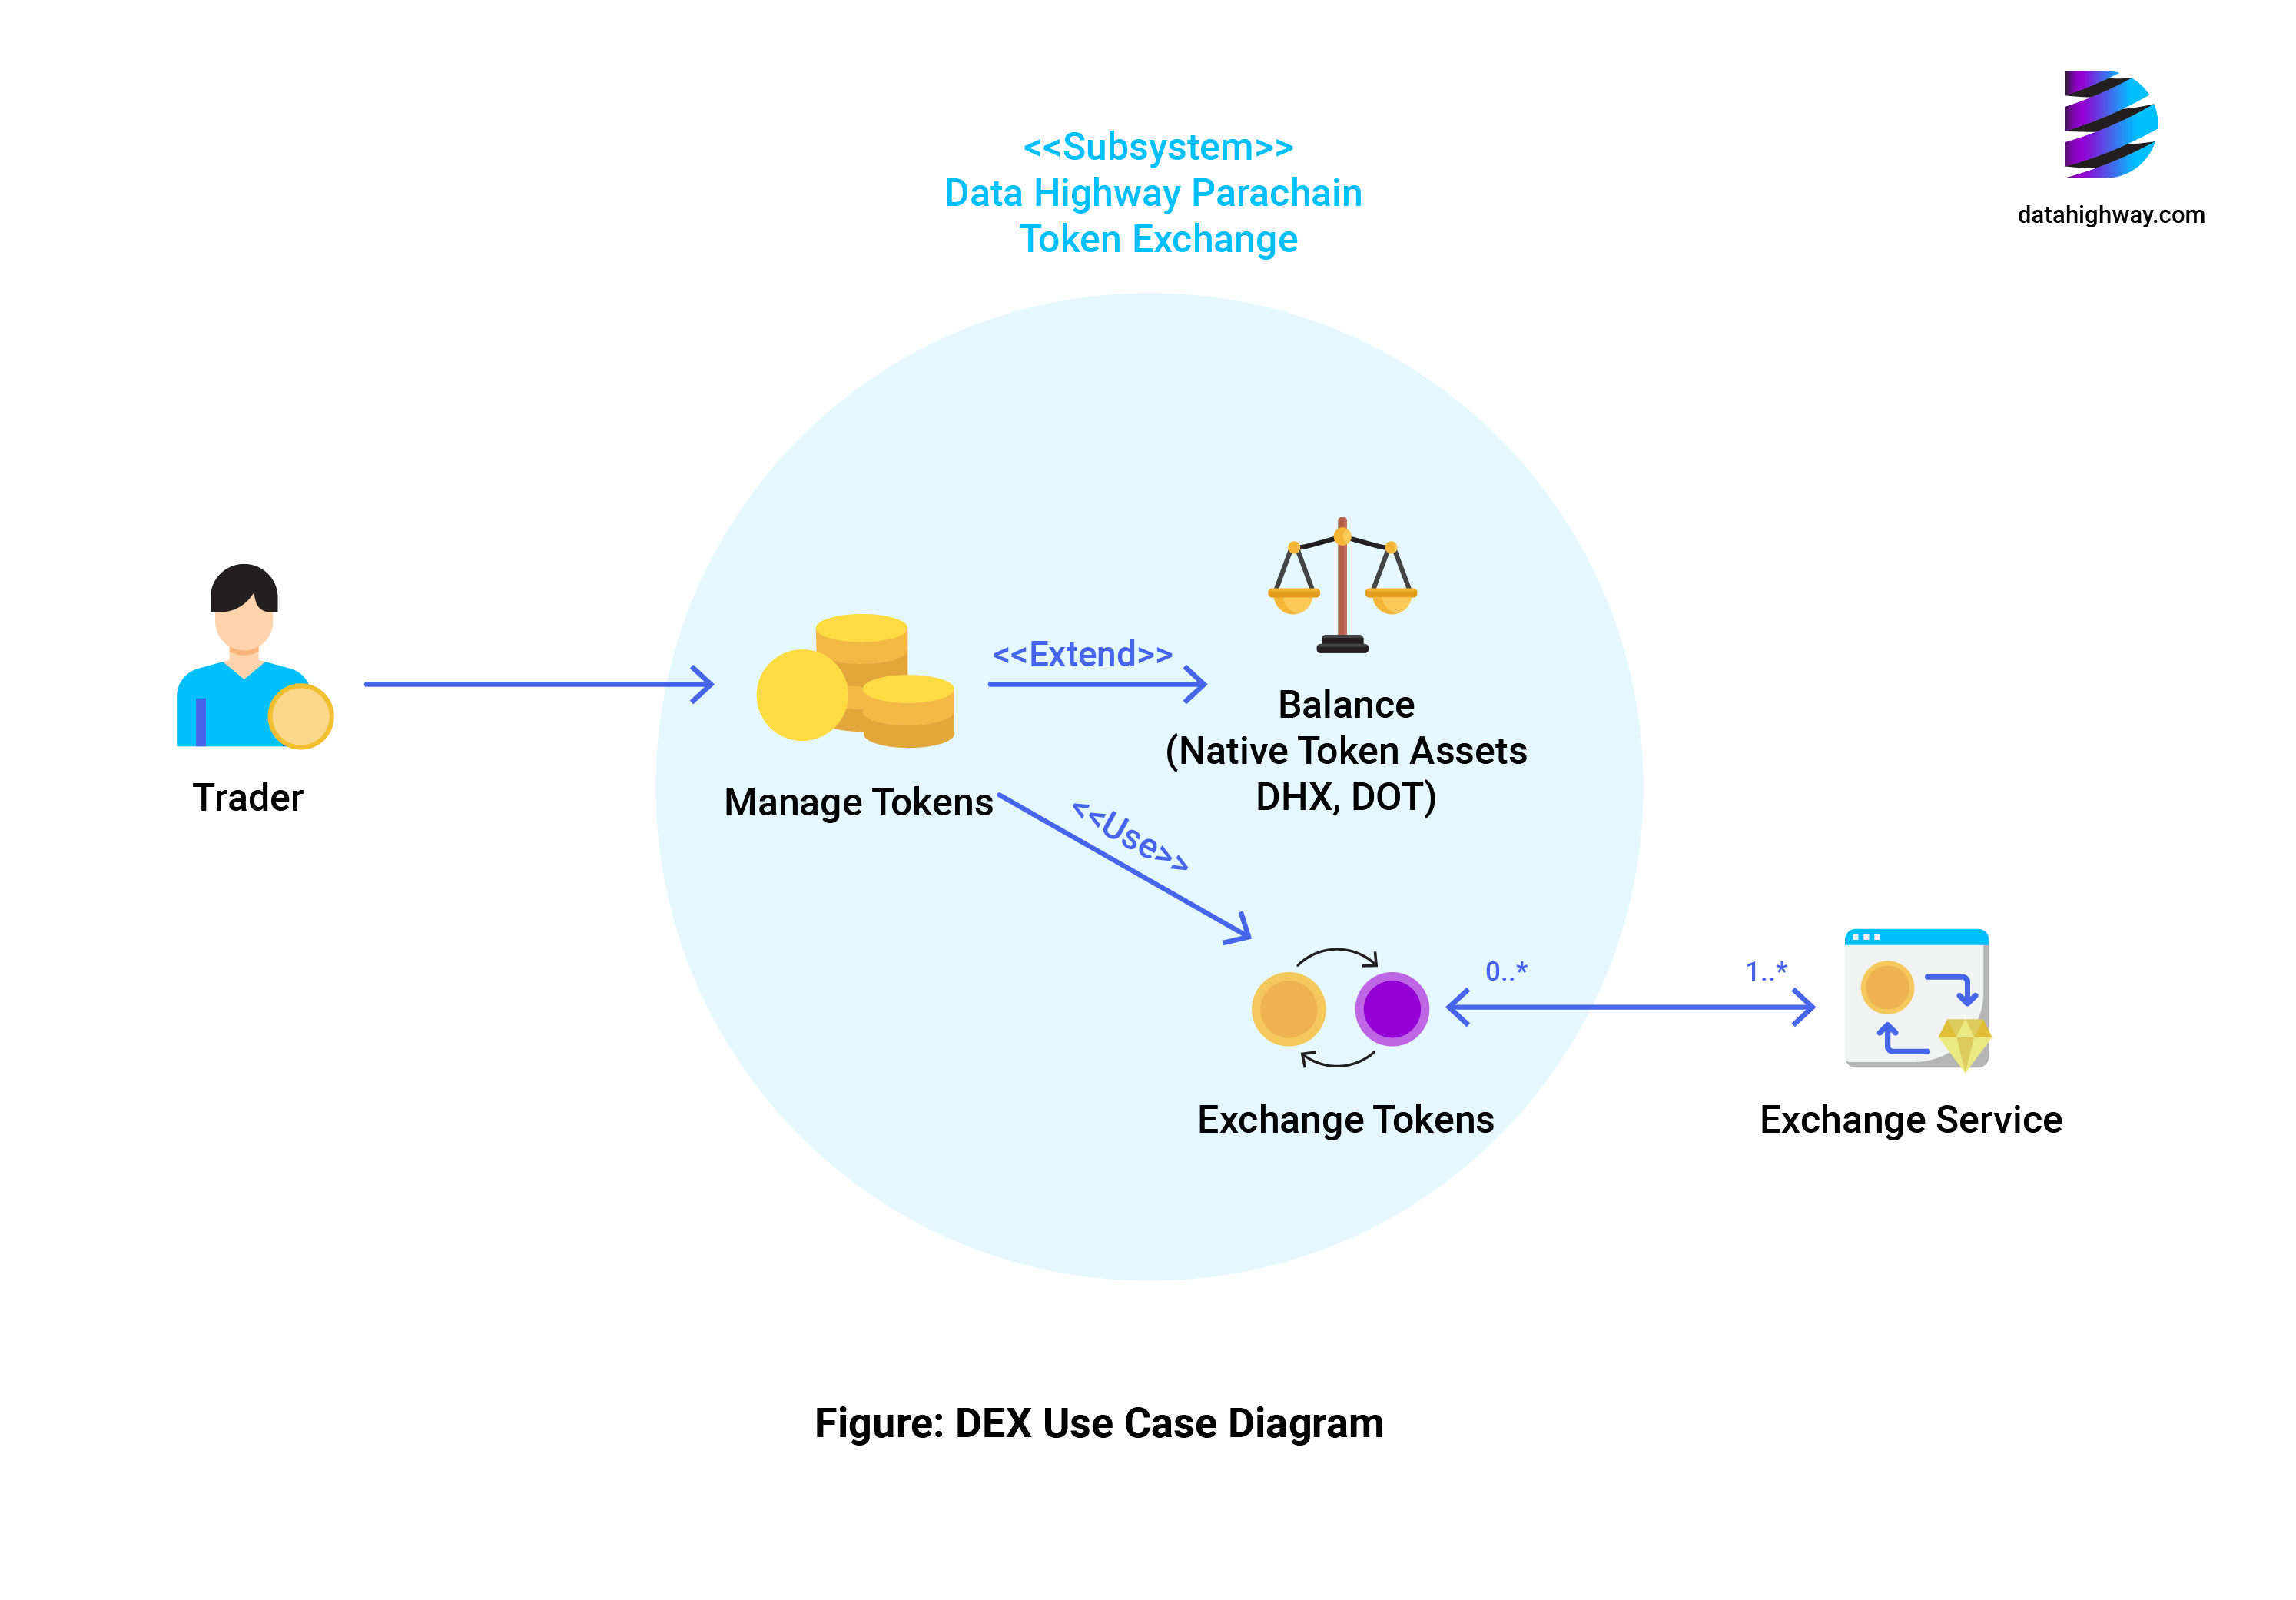 datahighway.com
<<Subsystem>>
Data Highway Parachain
Token Exchange
Trader
Manage Tokens
<<Extend>>
Balance
(Native Token Assets
DHX, DOT)
<<Use>>
Exchange Tokens
0..*
1..*
Exchange Service
Figure: DEX Use Case Diagram